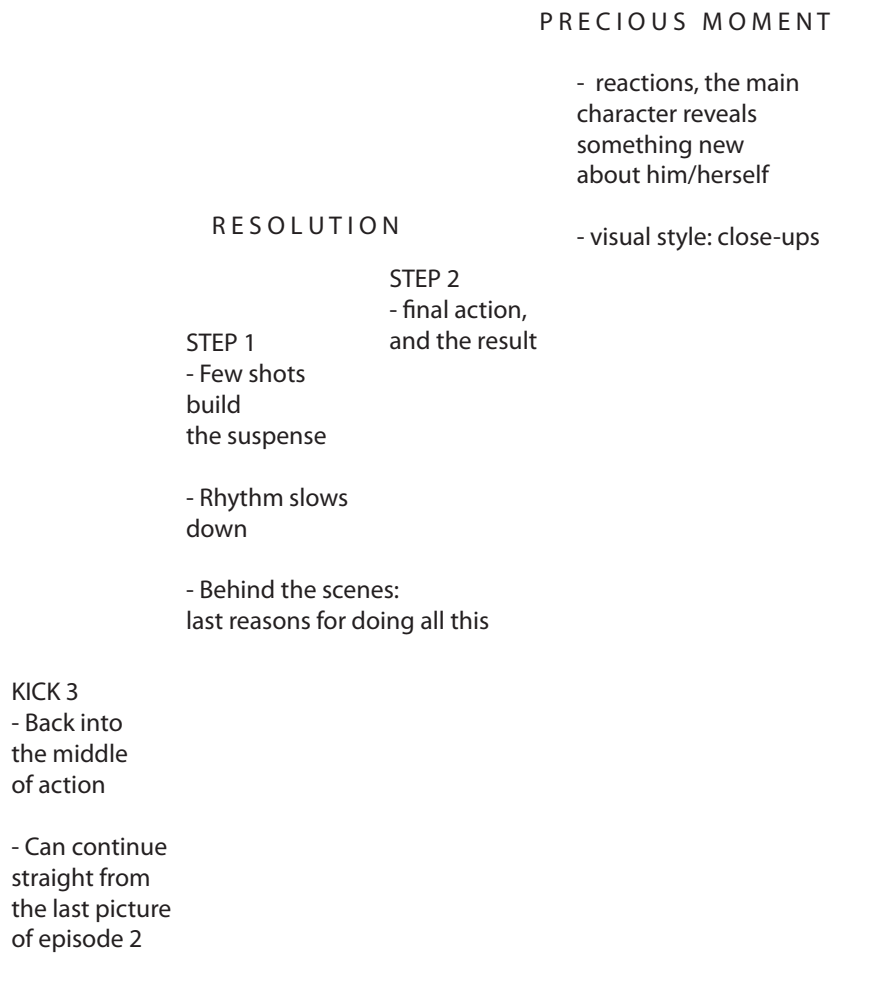 PRECIOUS MOMENT
- reactions, the main
character reveals
something new
about him/herself
- visual style: close-ups
RESOLUTION
STEP 2
- final action,
and the result
STEP 1
- Few shots
build
the suspense
- Rhythm slows
down
- Behind the scenes:
last reasons for doing all this
KICK 3
- Back into
the middle
of action
- Can continue
straight from
the last picture
of episode 2